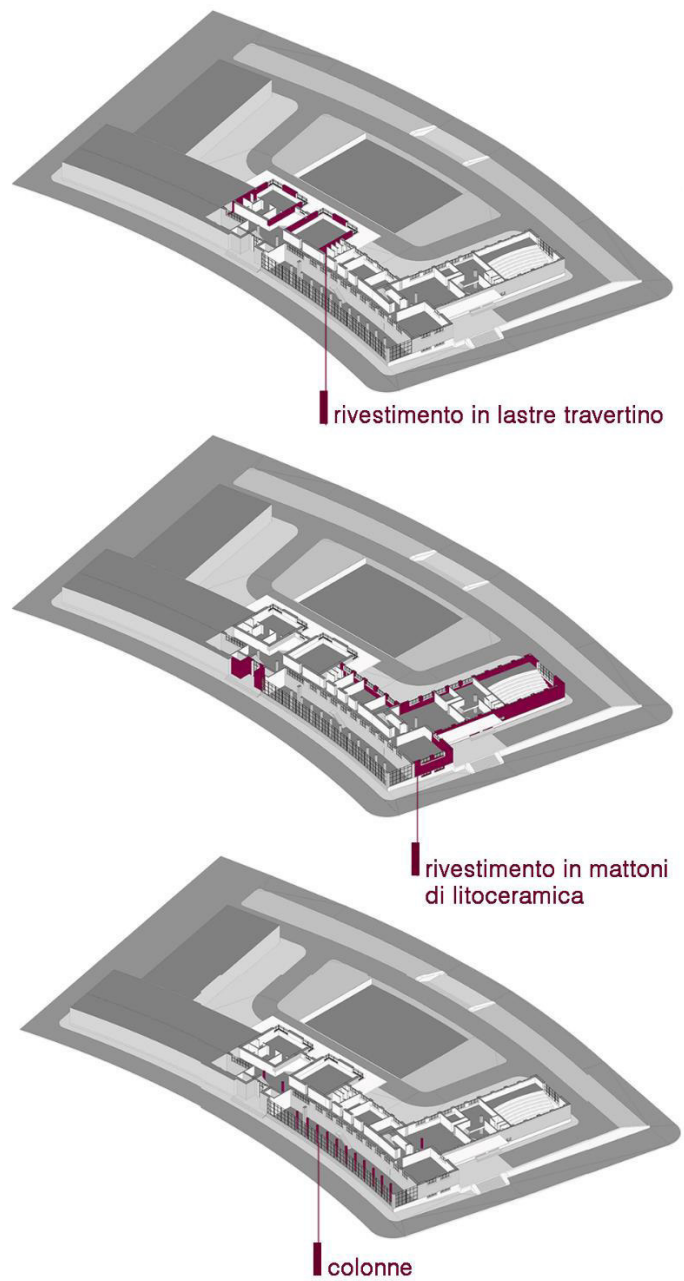 rivestimento in lastre travertino
rivestimento in mattoni
di litoceramica
colonne